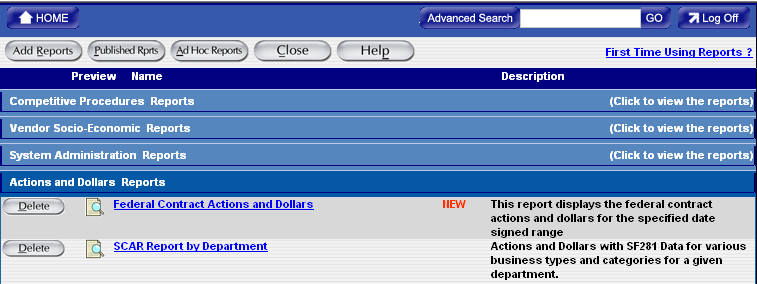 HOME Advanced Search GO Log Off
Add Reports Published Rprts Ad Hoc Reports Close Help First Time Using Reports ?
Preview Name Description
Competitive Procedures Reports (Click to view the reports)
Vendor Socio-Economic Reports (Click to view the reports)
System Administration Reports (Click to view the reports)
Actions and Dollars Reports
Delete Federal Contract Actions and Dollars NEW This report displays the federal contract
actions and dollars for the specified date
signed range
Delete SCAR Report by Department Actions and Dollars with SF281 Data for various
business types and categories for a given
department.